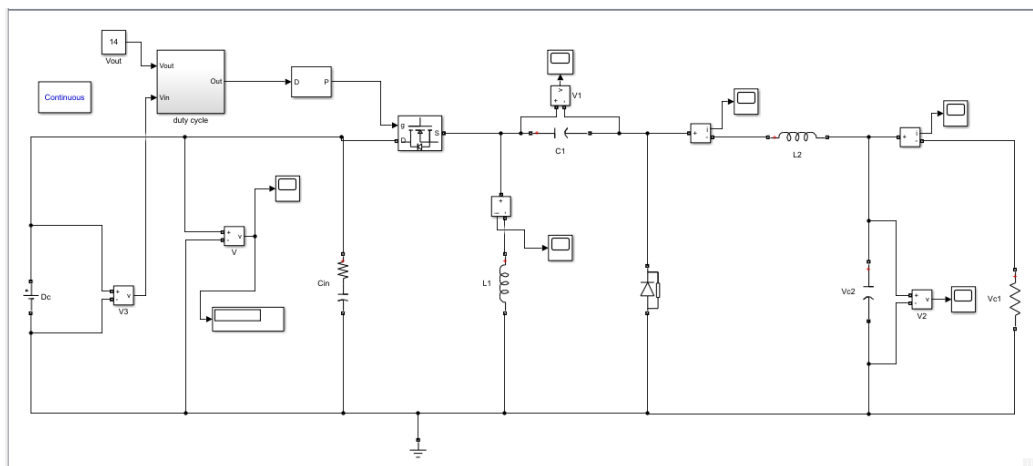 14
Vout
Vout
Vin
Out
duty cycle
D
P
Continuous
g
D
S
+
-
v
V1
C1
+
-
i
L2
+
-
i
+
-
v
V
+
-
i
+
Dc
+
-
v
V3
Cin
L1
Vc2
+
-
v
V2
Vc1